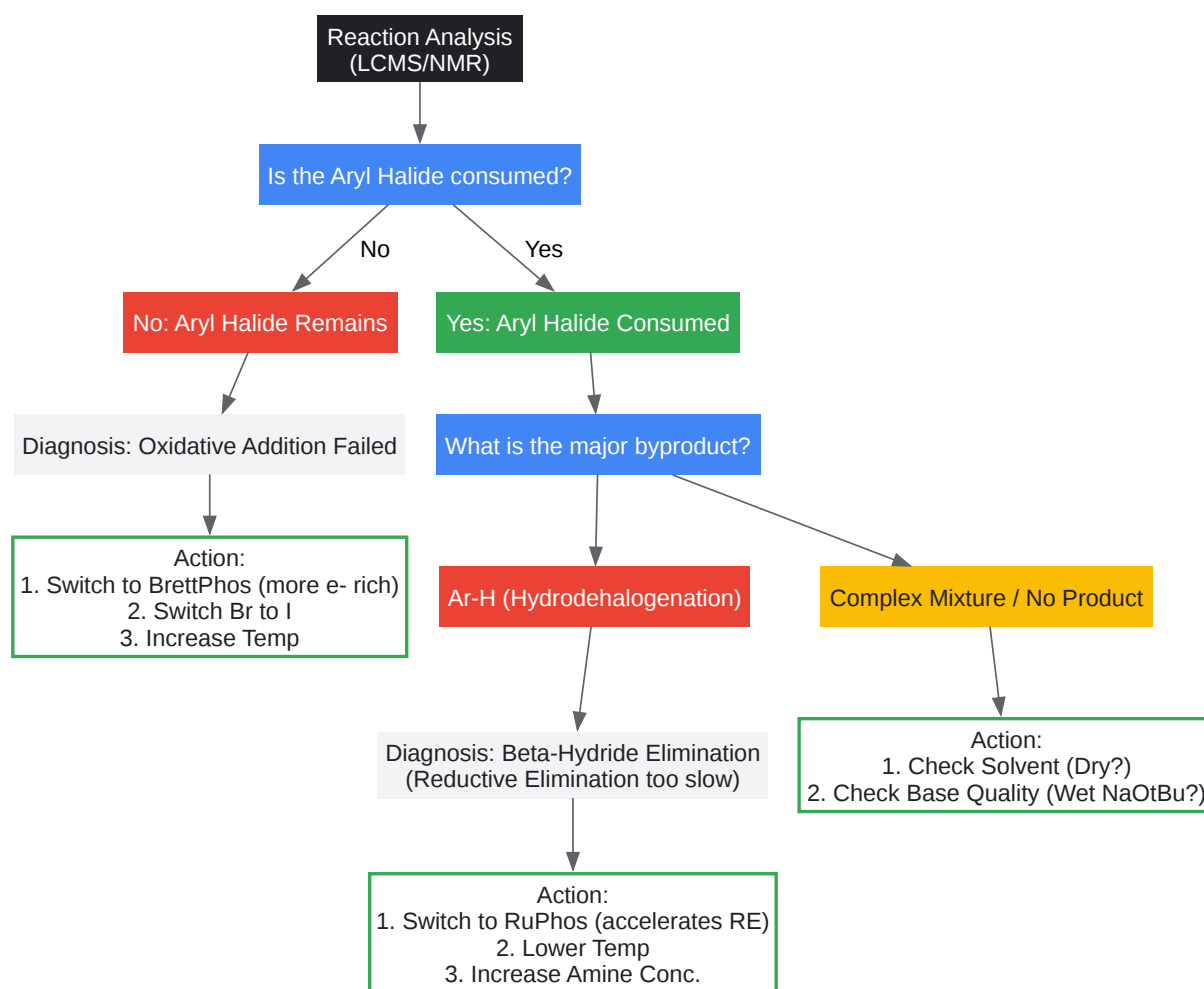 Reaction Analysis
(LCMS/NMR)
Is the Aryl Halide consumed?
No
Yes
No: Aryl Halide Remains
Yes: Aryl Halide Consumed
Diagnosis: Oxidative Addition Failed
What is the major byproduct?
Action:
1. Switch to BrettPhos (more e- rich)
2. Switch Br to I
3. Increase Temp
Ar-H (Hydrodehalogenation)
Complex Mixture / No Product
Diagnosis: Beta-Hydride Elimination
(Reductive Elimination too slow)
Action:
1. Check Solvent (Dry?)
2. Check Base Quality (Wet NaOtBu?)
Action:
1. Switch to RuPhos (accelerates RE)
2. Lower Temp
3. Increase Amine Conc.